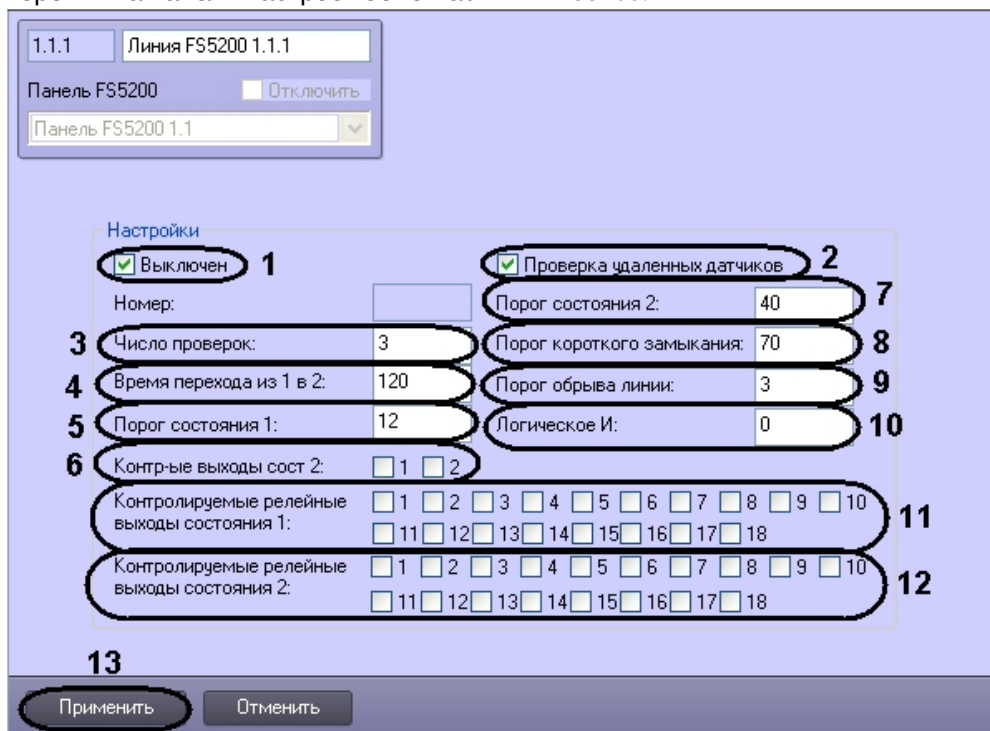 1.1.1 Линия FS5200 1.1.1
Панель FS5200 Отключить
Панель FS5200 1.1
Настройки
Выключен 1 Проверка удаленных датчиков 2
Номер: Порог состояния 2: 40 7
3 Число проверок: 3 Порог короткого замыкания: 70 8
4 Время перехода из 1 в 2: 120 Порог обрыва линии: 3 9
5 Порог состояния 1: 12 Логическое И: 0 10
6 Контр-ые выходы сост 2: 1 2
Контролируемые релейные 1 2 3 4 5 6 7 8 9 10
выходы состояния 1: 11 12 13 14 15 16 17 18 11
Контролируемые релейные 1 2 3 4 5 6 7 8 9 10
выходы состояния 2: 11 12 13 14 15 16 17 18 12
13
Применить Отменить